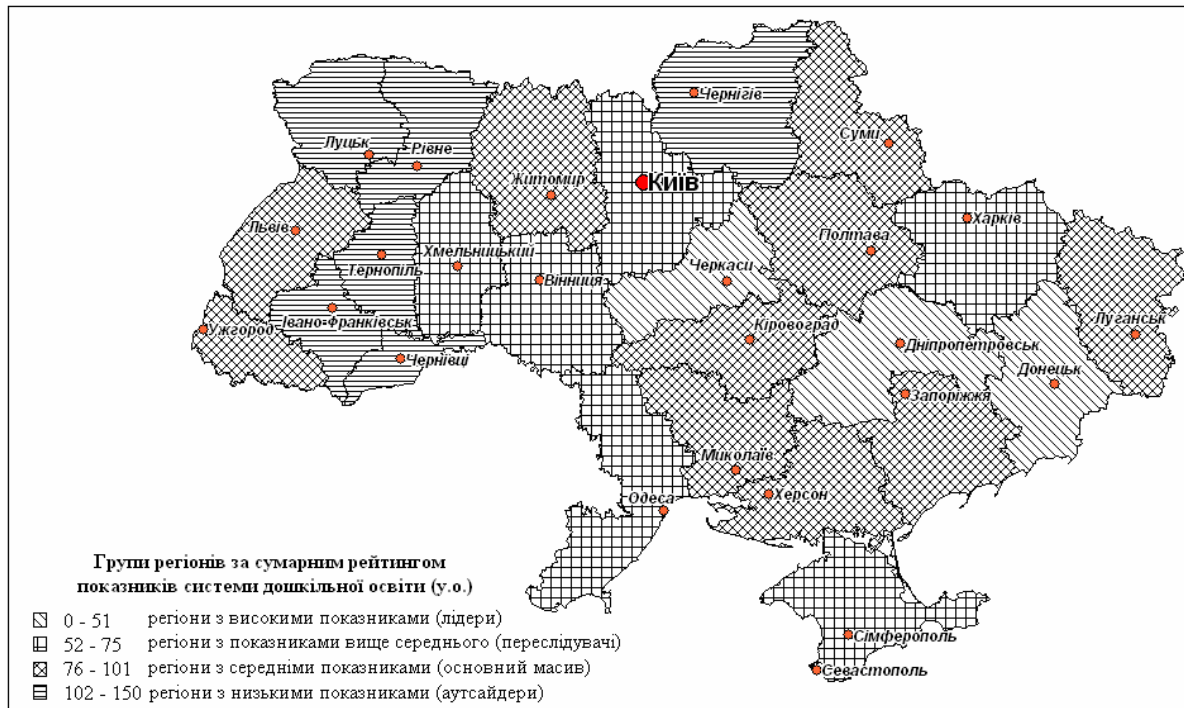 Чернігів
Суми
Луцьк
Рівне
Житомир
Київ
Харків
Львів
Полтава
Хмельницький
Тернопіль
Вінниця
Черкаси
Івано-Франківськ
Ужгород
Кіровоград
Луганськ
Чернівці
Дніпропетровськ
Донецьк
Запоріжжя
Миколаїв
Херсон
Одеса
Сімферополь
Севастополь
Групи регіонів за сумарним рейтингом
показників системи дошкільної освіти (у.о.)
0 - 51 регіони з високими показниками (лідери)
52 - 75 регіони з показниками вище середнього (переслідувачі)
76 - 101 регіони з середніми показниками (основний масив)
102 - 150 регіони з низькими показниками (аутсайдери)